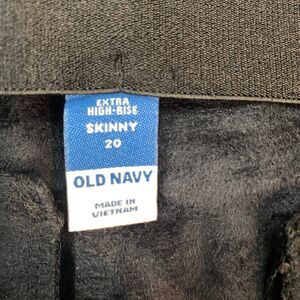 EXTRA
HIGH-RISE
SKINNY
20
OLD NAVY
MADE IN
VIETNAM